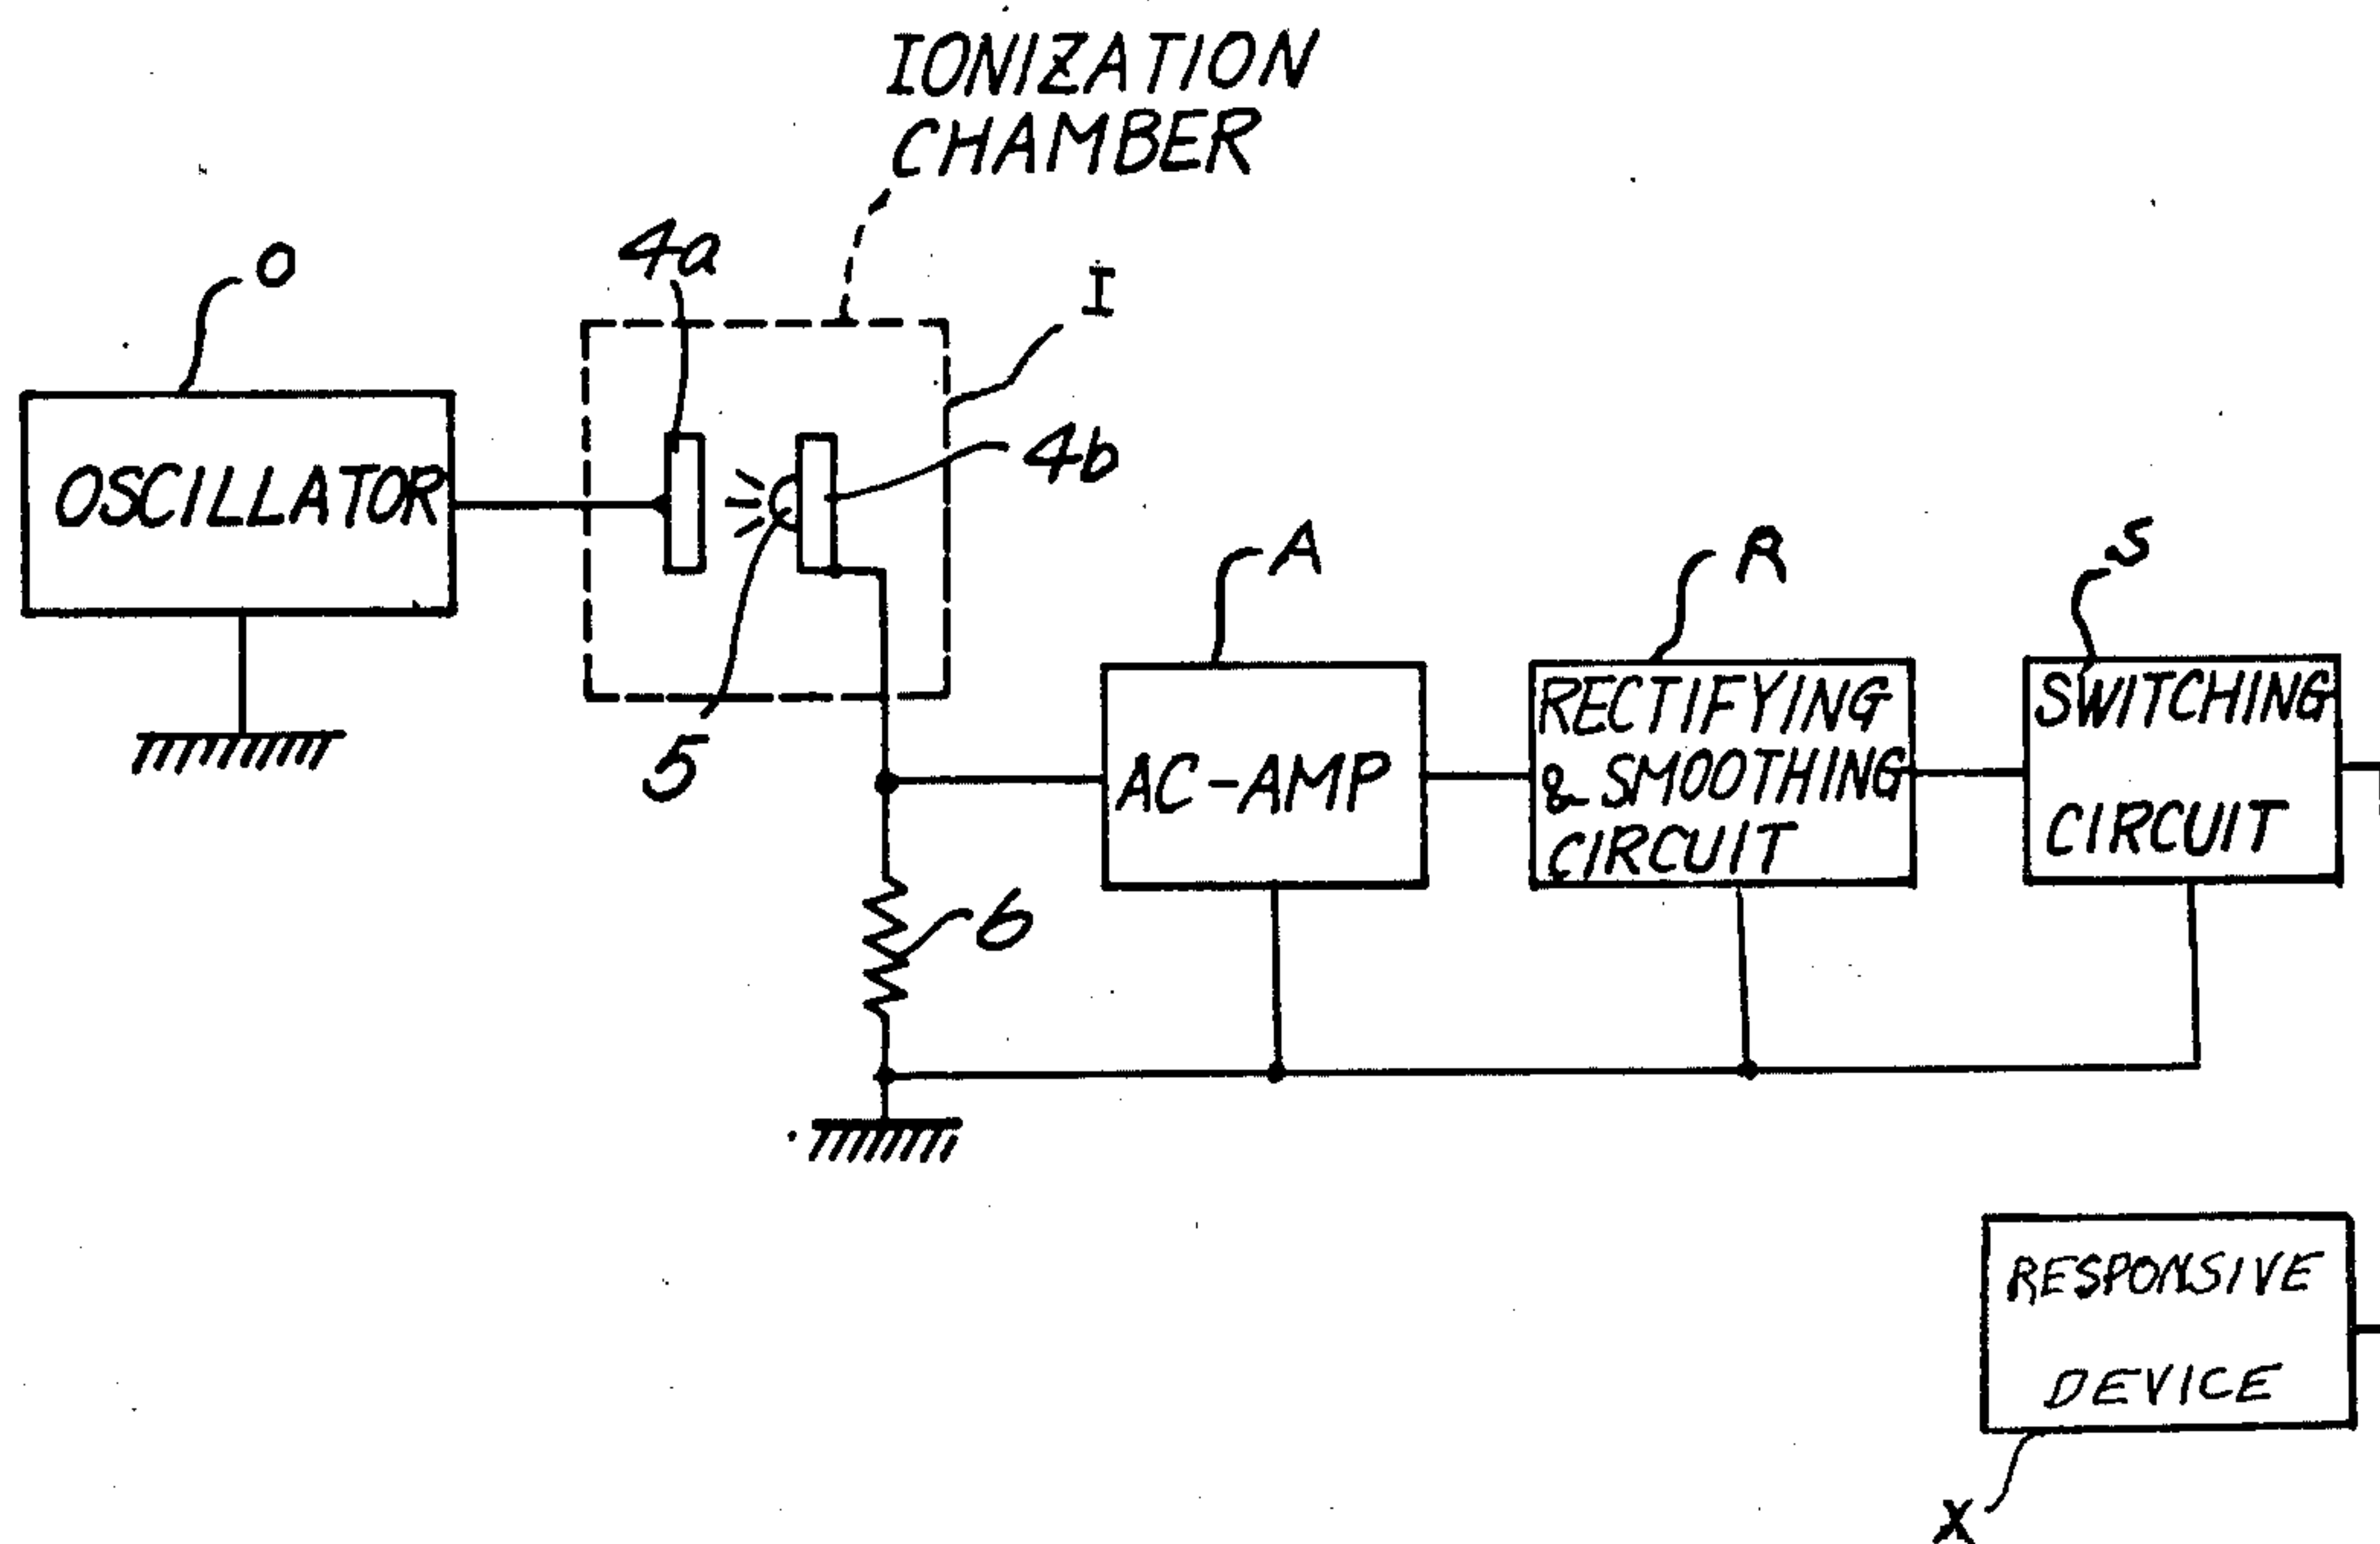 IONIZATION
CHAMBER
O
4a
I
OSCILLATOR
4b
A
R
S
5
AC-AMP
RECTIFYING
& SMOOTHING
CIRCUIT
SWITCHING
CIRCUIT
6
RESPONSIVE
DEVICE
X